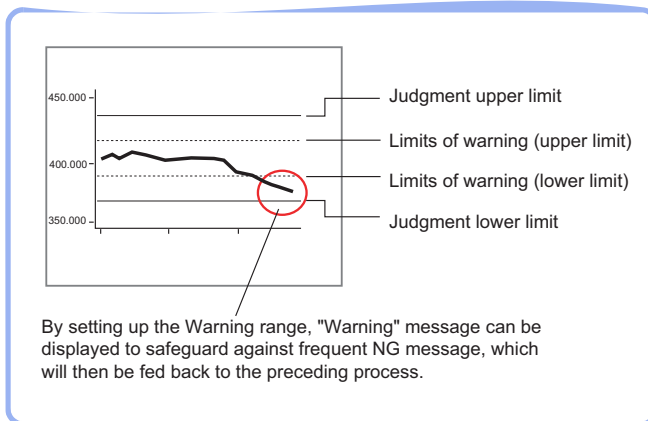 450.000
400.000
350.000
Judgment upper limit
Limits of warning (upper limit)
Limits of warning (lower limit)
Judgment lower limit
By setting up the Warning range, "Warning" message can be
displayed to safeguard against frequent NG message, which
will then be fed back to the preceding process.